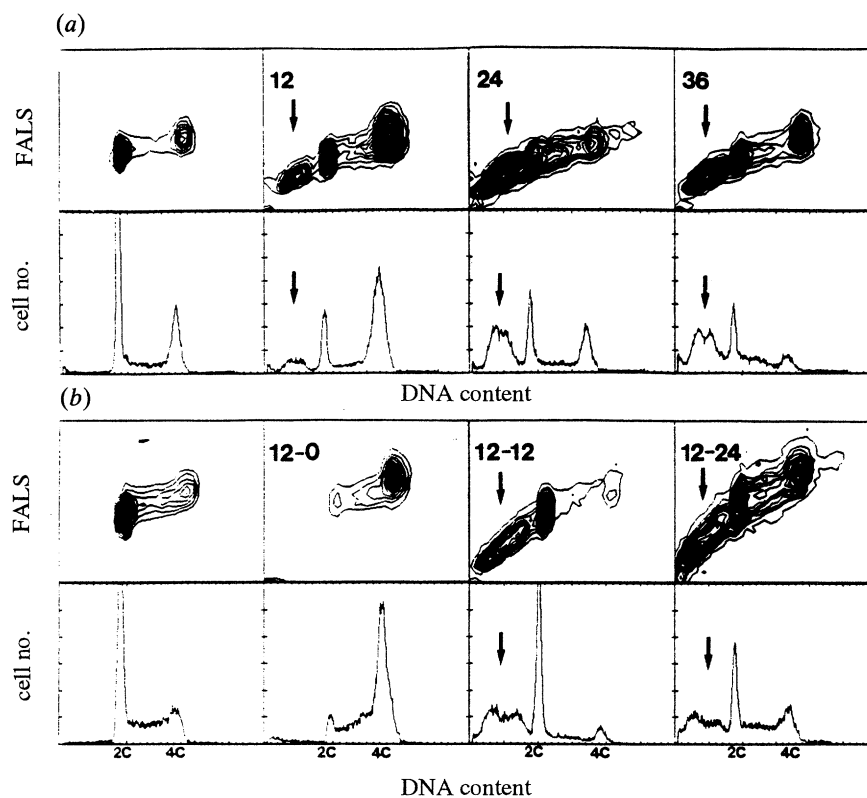 (a)
FALS
12
24
36
cell no.
DNA content
(b)
FALS
12-0
12-12
12-24
cell no.
2C 4C 2C 4C 2C 4C 2C 4C
DNA content